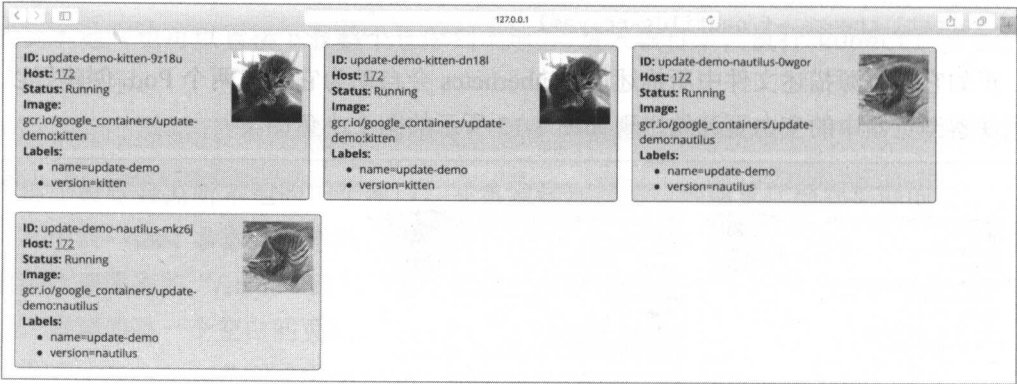 127.0.0.1
ID: update-demo-kitten-9z18u
Host: 172
Status: Running
Image:
gcr.io/google_containers/update-
demo:kitten
Labels:
• name=update-demo
• version=kitten
ID: update-demo-kitten-dn18l
Host: 172
Status: Running
Image:
gcr.io/google_containers/update-
demo:kitten
Labels:
• name=update-demo
• version=kitten
ID: update-demo-nautilus-0wgor
Host: 172
Status: Running
Image:
gcr.io/google_containers/update-
demo:nautilus
Labels:
• name=update-demo
• version=nautilus
ID: update-demo-nautilus-mkz6j
Host: 172
Status: Running
Image:
gcr.io/google_containers/update-
demo:nautilus
Labels:
• name=update-demo
• version=nautilus